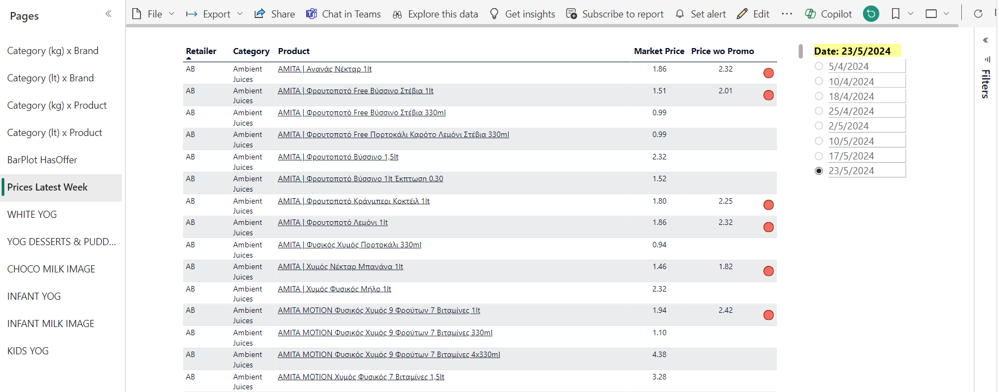 Pages
File
Export
Share
Chat in Teams
Explore this data
Get insights
Subscribe to report
Set alert
Edit
Copilot
Category (kg) x Brand
Category (lt) x Brand
Category (kg) x Product
Category (lt) x Product
BarPlot HasOffer
Prices Latest Week
WHITE YOG
YOG DESSERTS & PUDD...
CHOCO MILK IMAGE
INFANT YOG
INFANT MILK IMAGE
KIDS YOG
Retailer Category Product Market Price Price wo Promo
AB Ambient Juices AMITA | Ανανάς Νέκταρ 1lt 1.86 2.32
AB Ambient Juices AMITA | Φρουτοποτό Free Βύσσινο Στέβια 1lt 1.51 2.01
AB Ambient Juices AMITA | Φρουτοποτό Free Βύσσινο Στέβια 330ml 0.99
AB Ambient Juices AMITA | Φρουτοποτό Free Πορτοκάλι Καρότο Λεμόνι Στέβια 330ml 0.99
AB Ambient Juices AMITA | Φρουτοποτό Βύσσινο 1,5lt 2.32
AB Ambient Juices AMITA | Φρουτοποτό Βύσσινο 1lt Έκπτωση 0.30 1.52
AB Ambient Juices AMITA | Φρουτοποτό Κράνμπερι Κοκτέιλ 1lt 1.80 2.25
AB Ambient Juices AMITA | Φρουτοποτό Λεμόνι 1lt 1.86 2.32
AB Ambient Juices AMITA | Φυσικός Χυμός Πορτοκάλι 330ml 0.94
AB Ambient Juices AMITA | Χυμός Νέκταρ Μπανάνα 1lt 1.46 1.82
AB Ambient Juices AMITA | Χυμός Φυσικός Μήλο 1lt 2.32
AB Ambient Juices AMITA MOTION Φυσικός Χυμός 9 Φρούτων 7 Βιταμίνες 1lt 1.94 2.42
AB Ambient Juices AMITA MOTION Φυσικός Χυμός 9 Φρούτων 7 Βιταμίνες 330ml 1.10
AB Ambient Juices AMITA MOTION Φυσικός Χυμός 9 Φρούτων 7 Βιταμίνες 4x330ml 4.38
AB Ambient Juices AMITA MOTION Χυμός Φυσικός 7 Βιταμίνες 1,5lt 3.28
Date: 23/5/2024
5/4/2024
10/4/2024
18/4/2024
25/4/2024
2/5/2024
10/5/2024
17/5/2024
23/5/2024
Filters